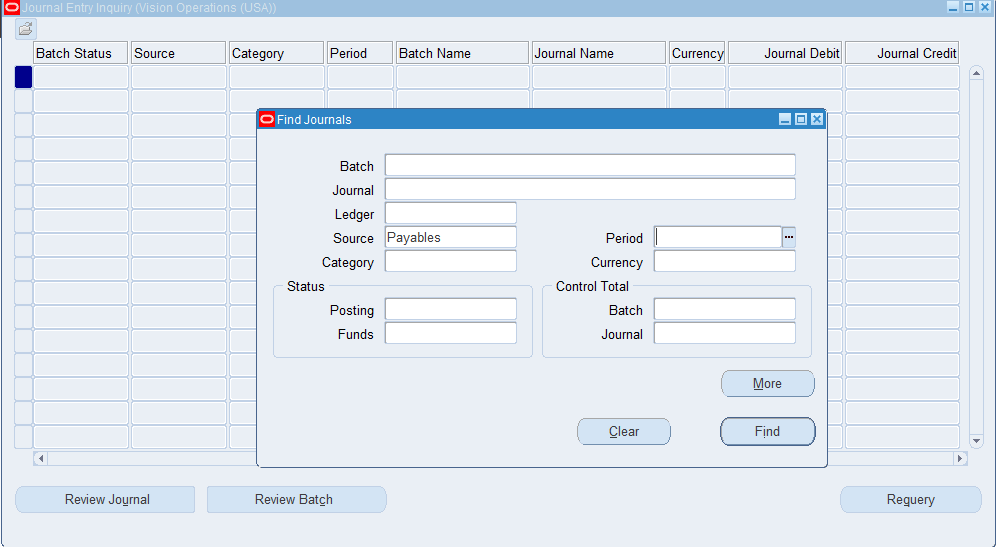 Journal Entry Inquiry (Vision Operations (USA))
Batch Status Source Category Period Batch Name Journal Name Currency Journal Debit Journal Credit
Find Journals
Batch
Journal
Ledger
Source Payables Period ...
Category Currency
Status Control Total
Posting Batch
Funds Journal
More
Clear Find
Review Journal Review Batch Requery